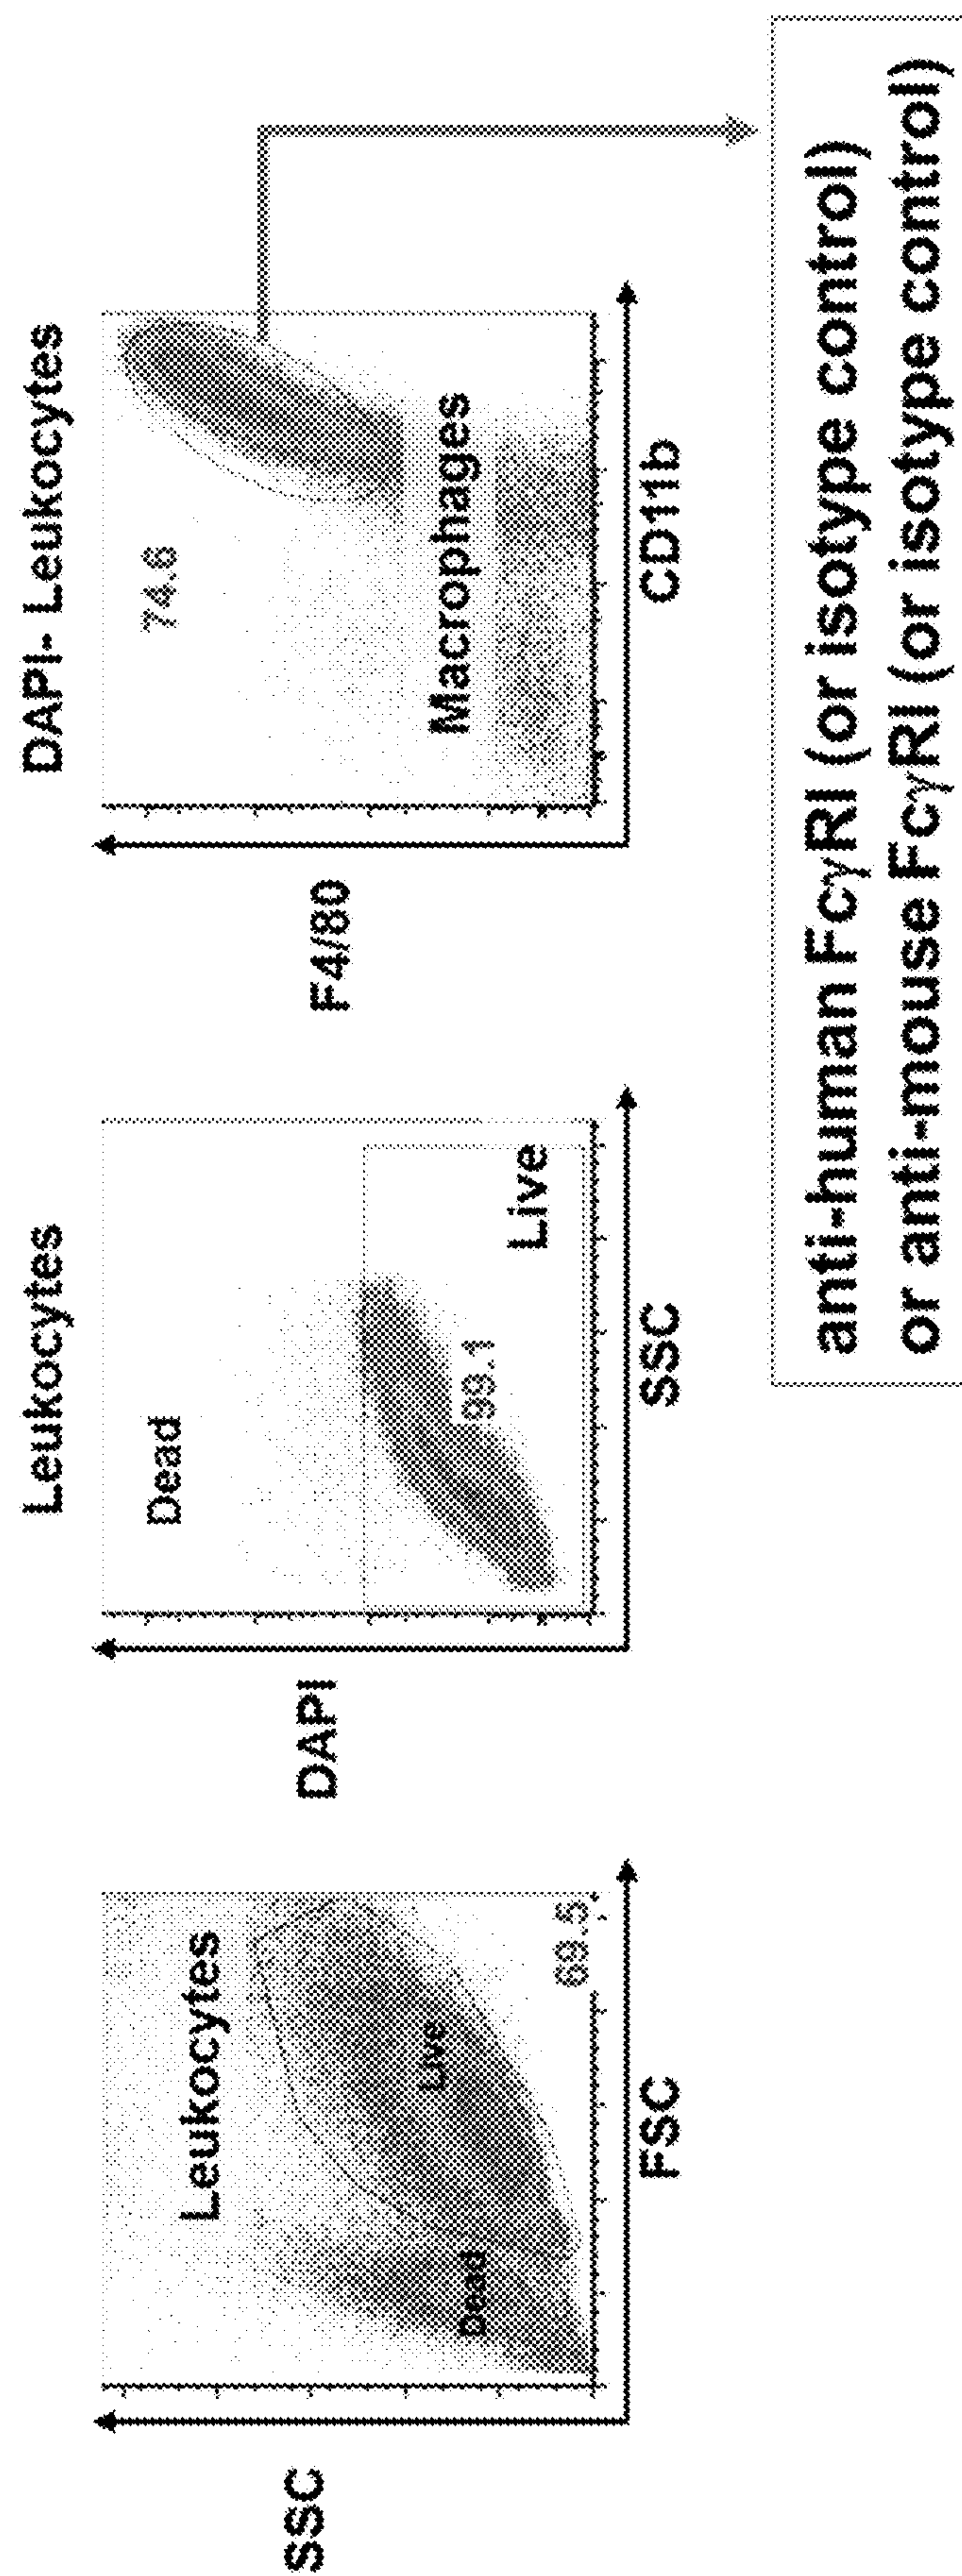 SSC
Leukocytes
Live
Dead
69.5
FSC
Leukocytes
DAPI
Dead
99.1
Live
SSC
DAPI- Leukocytes
F4/80
74.6
Macrophages
CD11b
anti-human FcγRI (or isotype control)
or anti-mouse FcγRI (or isotype control)